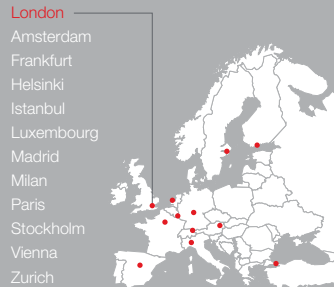 London
Amsterdam
Frankfurt
Helsinki
Istanbul
Luxembourg
Madrid
Milan
Paris
Stockholm
Vienna
Zurich